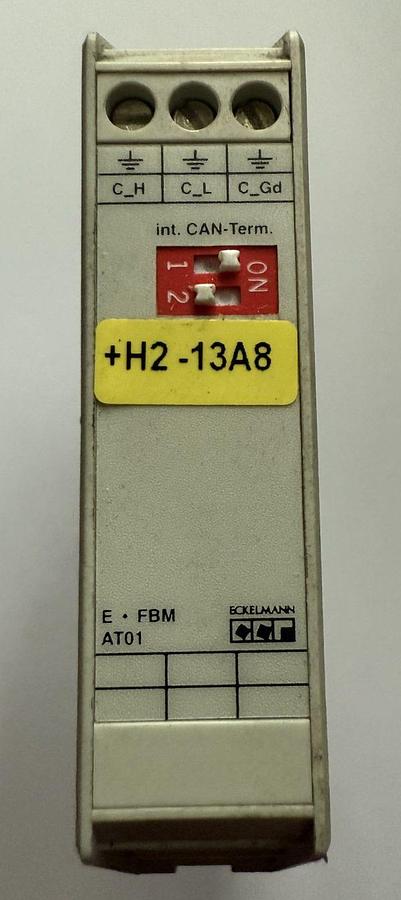 C_H C_L C_Gd
int. CAN-Term.
1 2 ON
+H2 -13A8
E • FBM
AT01
ECKELMANN